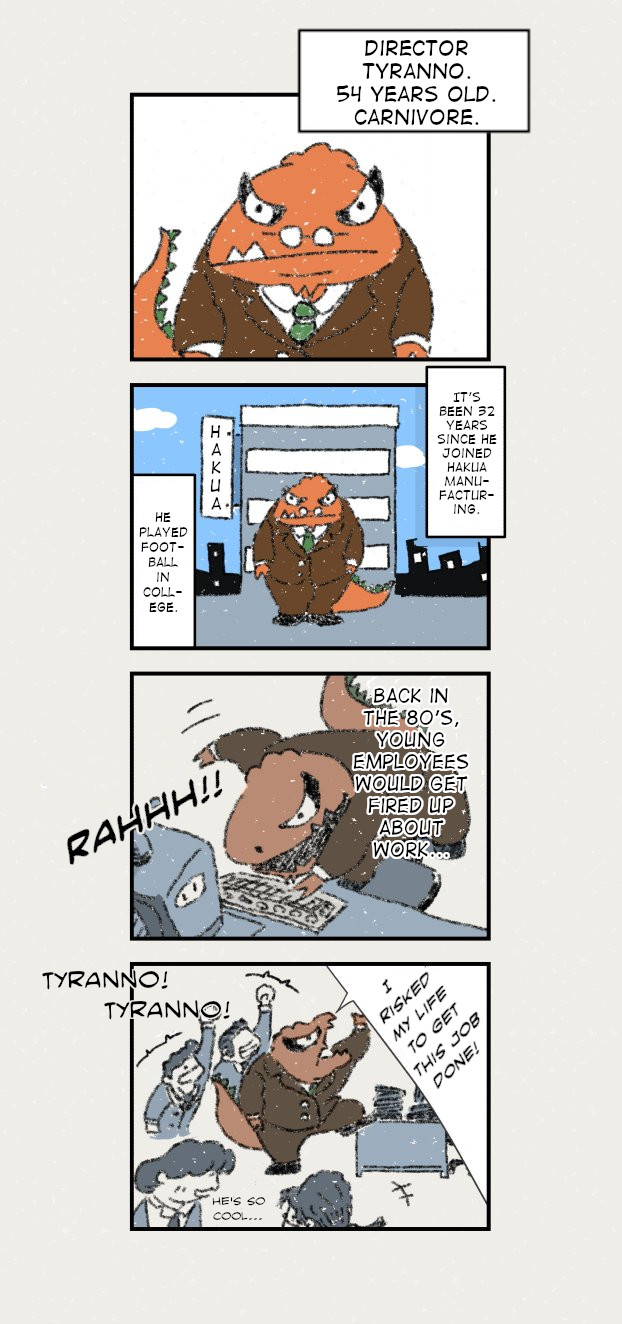 DIRECTOR
TYRANNO.
54 YEARS OLD.
CARNIVORE.
IT'S
BEEN 32
YEARS
SINCE HE
JOINED
HAKUA
MANU-
FACTUR-
ING.
H
A
K
U
A
HE
PLAYED
FOOT-
BALL
IN
COLL-
EGE.
BACK IN
THE 80'S,
YOUNG
EMPLOYEES
WOULD GET
FIRED UP
ABOUT
WORK...
RAHHH!!
TYRANNO!
TYRANNO!
I
RISKED
MY LIFE
TO GET
THIS JOB
DONE!
HE'S SO
COOL...